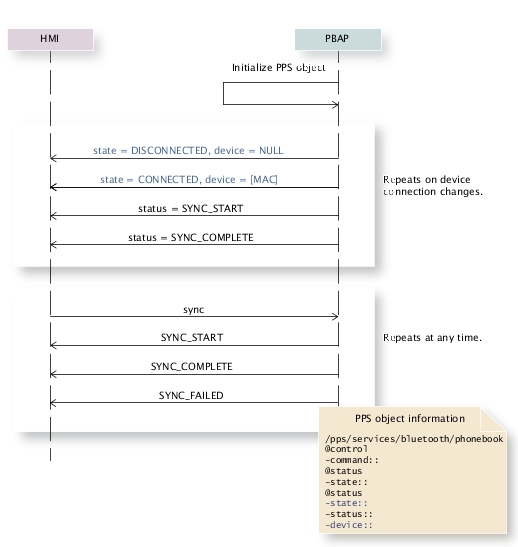 HMI
PBAP
Initialize PPS object
state = DISCONNECTED, device = NULL
state = CONNECTED, device = [MAC]
status = SYNC_START
status = SYNC_COMPLETE
Repeats on device
connection changes.
sync
SYNC_START
SYNC_COMPLETE
SYNC_FAILED
Repeats at any time.
PPS object information
/pps/services/bluetooth/phonebook
@control
-command::
@status
-state::
@status
-state::
-status::
-device::